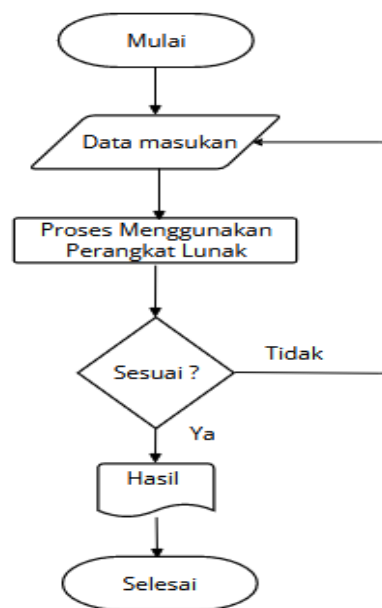 Mulai
Data masukan
Proses Menggunakan
Perangkat Lunak
Sesuai ?
Tidak
Ya
Hasil
Selesai